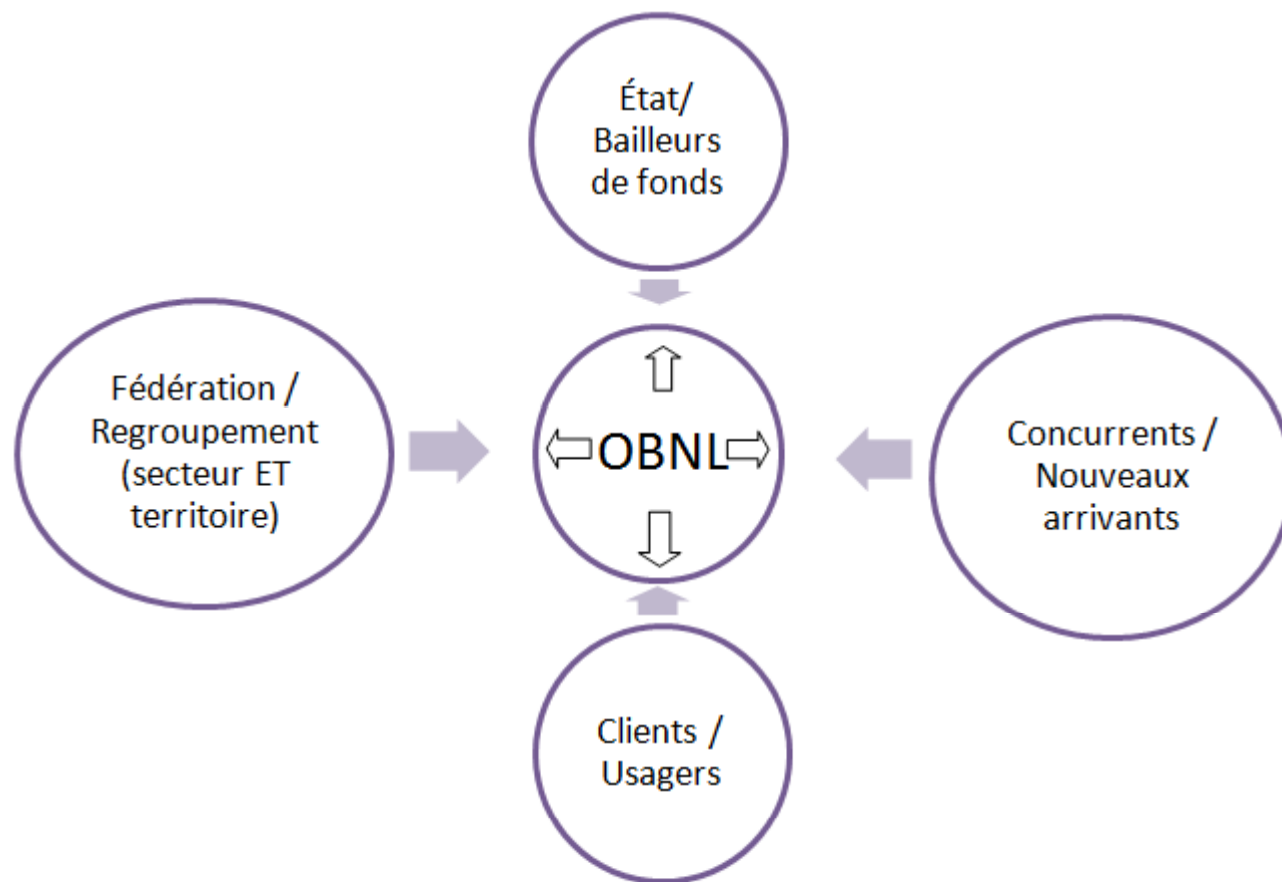 État/
Bailleurs
de fonds
Fédération /
Regroupement
(secteur ET
territoire)
OBNL
Concurrents /
Nouveaux
arrivants
Clients /
Usagers